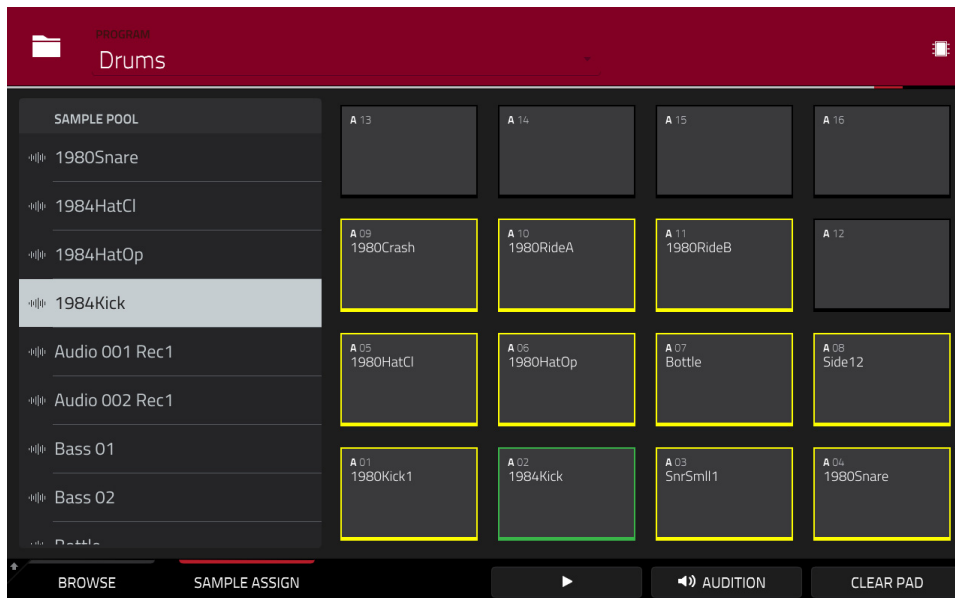 PROGRAM
Drums
SAMPLE POOL
1980Snare
1984HatCl
1984HatOp
1984Kick
Audio 001 Rec1
Audio 002 Rec1
Bass 01
Bass 02
Bottle
A 13
A 14
A 15
A 16
A 09
1980Crash
A 10
1980RideA
A 11
1980RideB
A 12
A 05
1980HatCl
A 06
1980HatOp
A 07
Bottle
A 08
Side12
A 01
1980Kick1
A 02
1984Kick
A 03
SnrSmll1
A 04
1980Snare
BROWSE
SAMPLE ASSIGN
AUDITION
CLEAR PAD